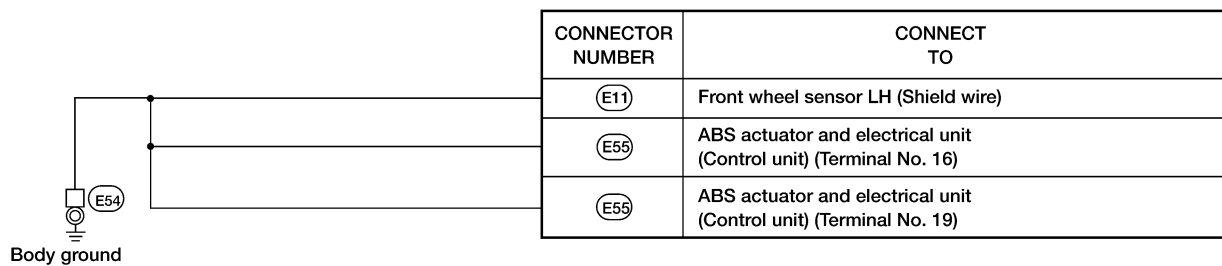 CONNECTOR
NUMBER
CONNECT
TO
E11
Front wheel sensor LH (Shield wire)
E55
ABS actuator and electrical unit
(Control unit) (Terminal No. 16)
E55
ABS actuator and electrical unit
(Control unit) (Terminal No. 19)
E54
Body ground